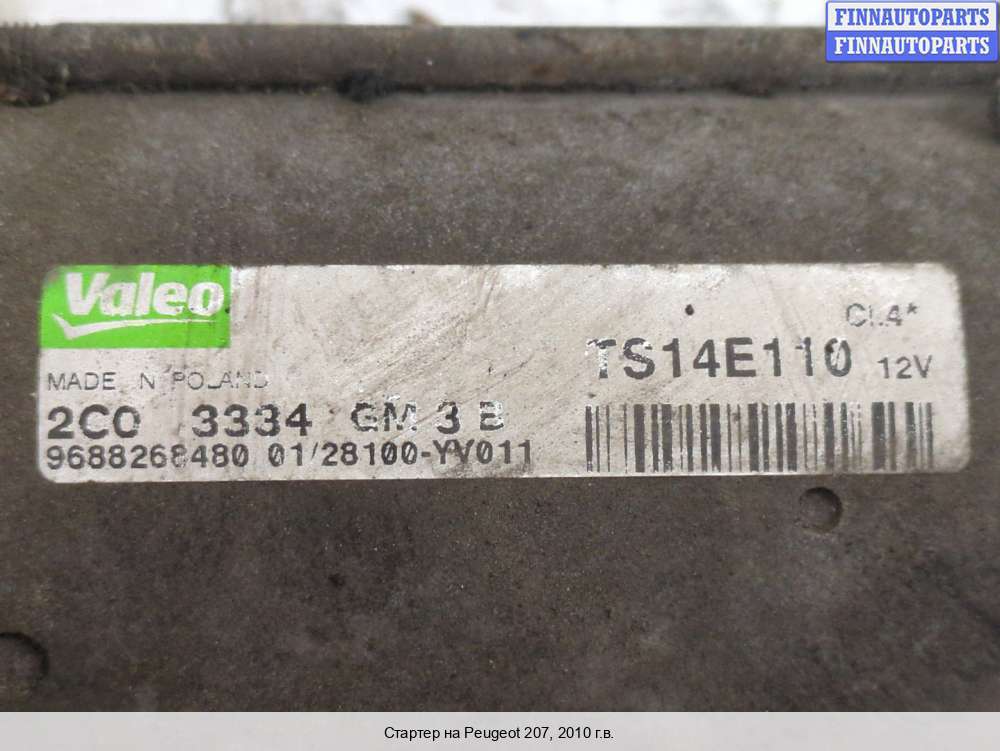 FINNAUTOPARTS
FINNAUTOPARTS
Valeo
CL4*
TS14E110 12V
MADE IN POLAND
2C0 3334 GM 3 B
9688268480 01/28100-YV011
Стартер на Peugeot 207, 2010 г.в.